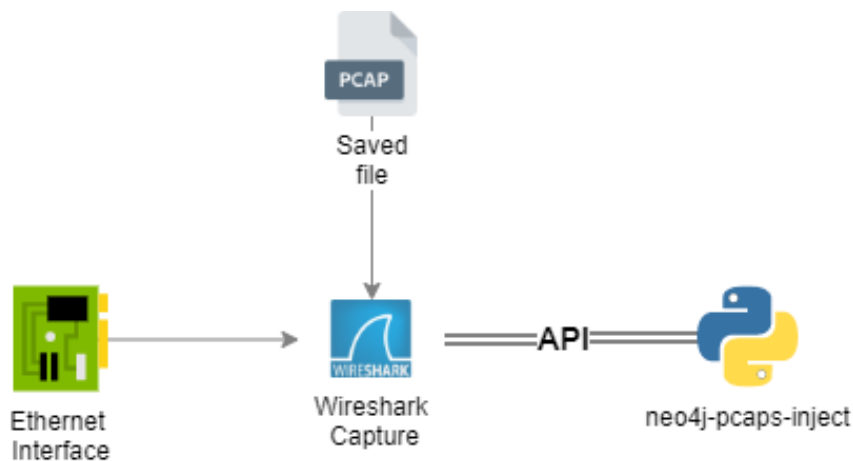 PCAP
Saved
file
WIRESHARK
API
Ethernet
Interface
Wireshark
Capture
neo4j-pcaps-inject